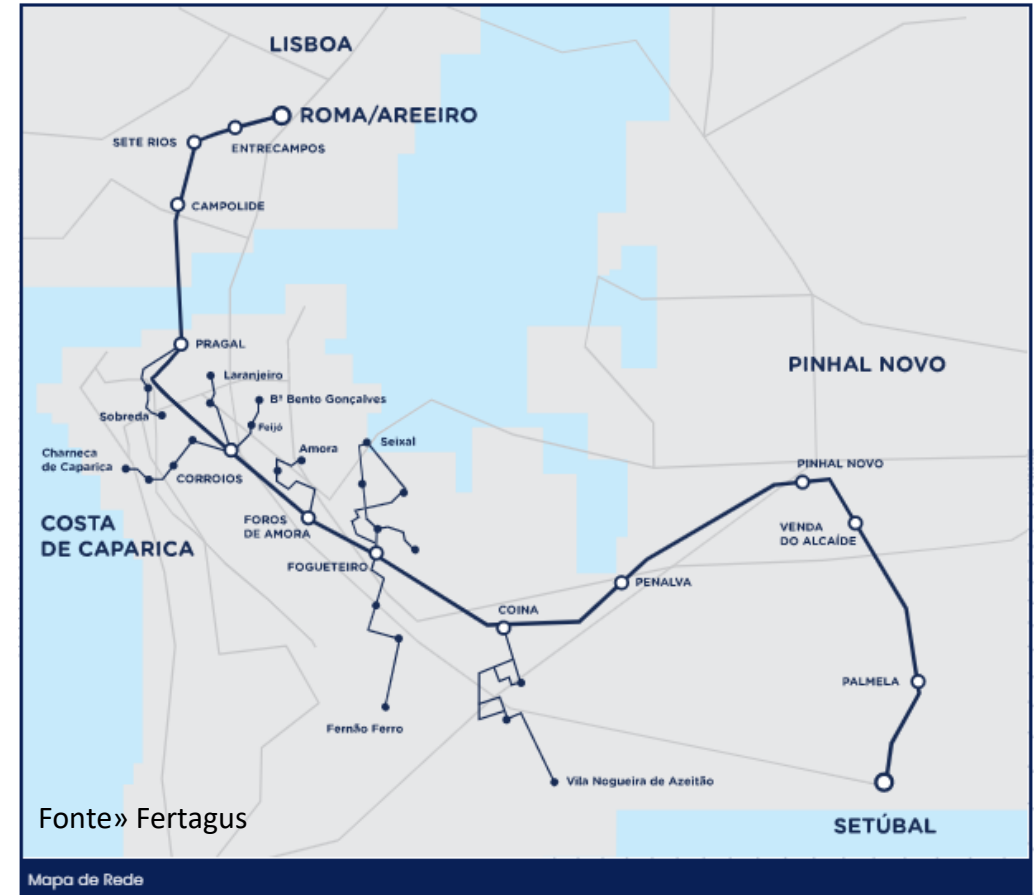 LISBOA
ROMA/AREEIRO
SETE RIOS
ENTRECAMPOS
CAMPOLIDE
PRAGAL
PINHAL NOVO
Laranjeiro
Bª Bento Gonçalves
Sobreda
Feijó
Seixal
Amora
Charneca
de Caparica
CORROIOS
PINHAL NOVO
COSTA
DE CAPARICA
FOROS
DE AMORA
VENDA
DO ALCAÍDE
FOGUETEIRO
PENALVA
COINA
PALMELA
Fernão Ferro
Vila Nogueira de Azeitão
Fonte» Fertagus
SETÚBAL
Mapa de Rede